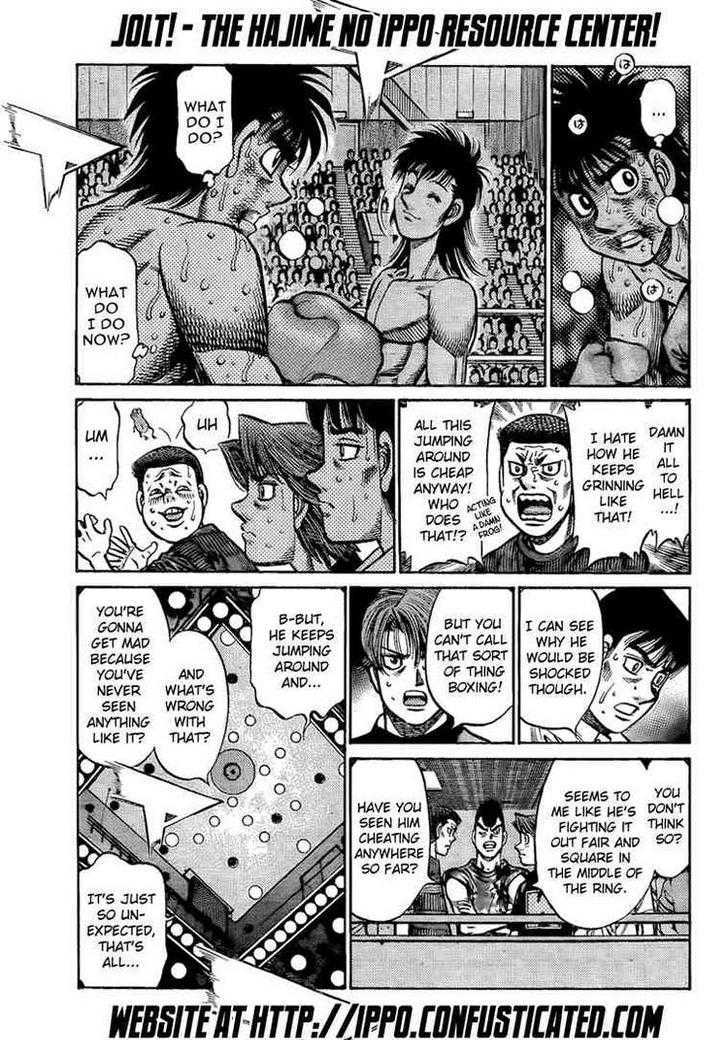 JOLT! - THE HAJIME NO IPPO RESOURCE CENTER!
...
は
は
は
WHAT
DO I
DO?
WHAT
DO
I DO
NOW?
DAMN
IT
ALL TO
HELL
...!
I HATE
HOW HE
KEEPS
GRINNING
LIKE
THAT!
ALL THIS
JUMPING
AROUND
IS CHEAP
ANYWAY!
WHO
DOES
THAT!?
ACTING
LIKE
A DAMN
FROG!
UH
UM
...
I CAN SEE
WHY HE
WOULD BE
SHOCKED
THOUGH.
BUT YOU
CAN'T CALL
THAT SORT
OF THING
BOXING!
B-BUT,
HE KEEPS
JUMPING
AROUND
AND...
AND
WHAT'S
WRONG
WITH
THAT?
YOU'RE
GONNA
GET MAD
BECAUSE
YOU'VE
NEVER
SEEN
ANYTHING
LIKE IT?
IT'S JUST
SO UN-
EXPECTED,
THAT'S
ALL...
YOU
DON'T
THINK
SO?
SEEMS TO
ME LIKE HE'S
FIGHTING IT
OUT FAIR AND
SQUARE IN
THE MIDDLE
OF THE
RING.
HAVE YOU
SEEN HIM
CHEATING
ANYWHERE
SO FAR?
WEBSITE AT HTTP://IPPO.CONFUSTICATED.COM